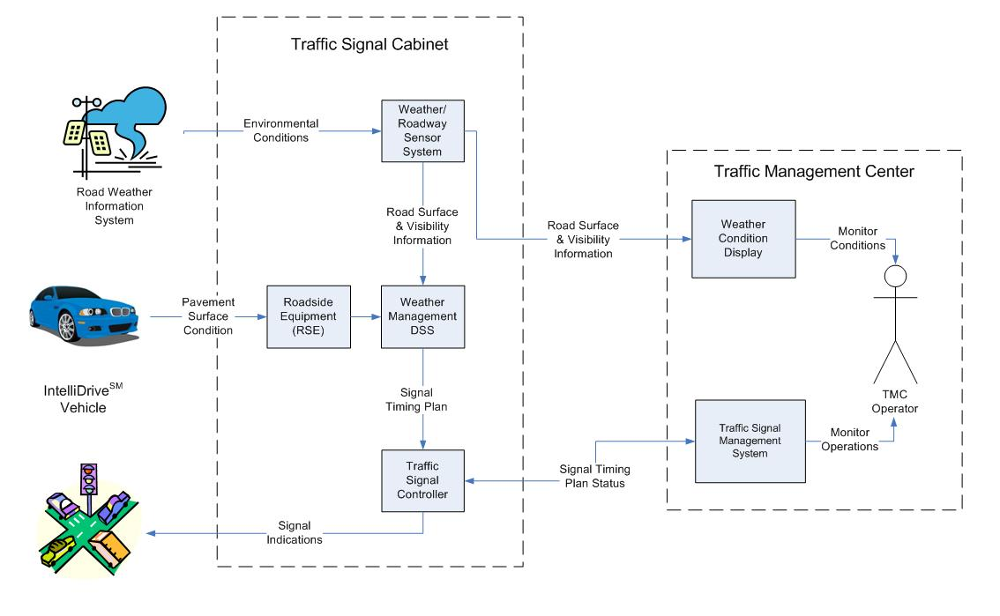 Traffic Signal Cabinet
Environmental
Conditions
Weather/
Roadway
Sensor
System
Road Weather
Information
System
Road Surface
& Visibility
Information
Road Surface
& Visibility
Information
Traffic Management Center
Weather
Condition
Display
Monitor
Conditions
Pavement
Surface
Condition
Roadside
Equipment
(RSE)
Weather
Management
DSS
IntelliDriveSM
Vehicle
Signal
Timing Plan
TMC
Operator
Traffic Signal
Management
System
Monitor
Operations
Traffic
Signal
Controller
Signal Timing
Plan Status
Signal
Indications